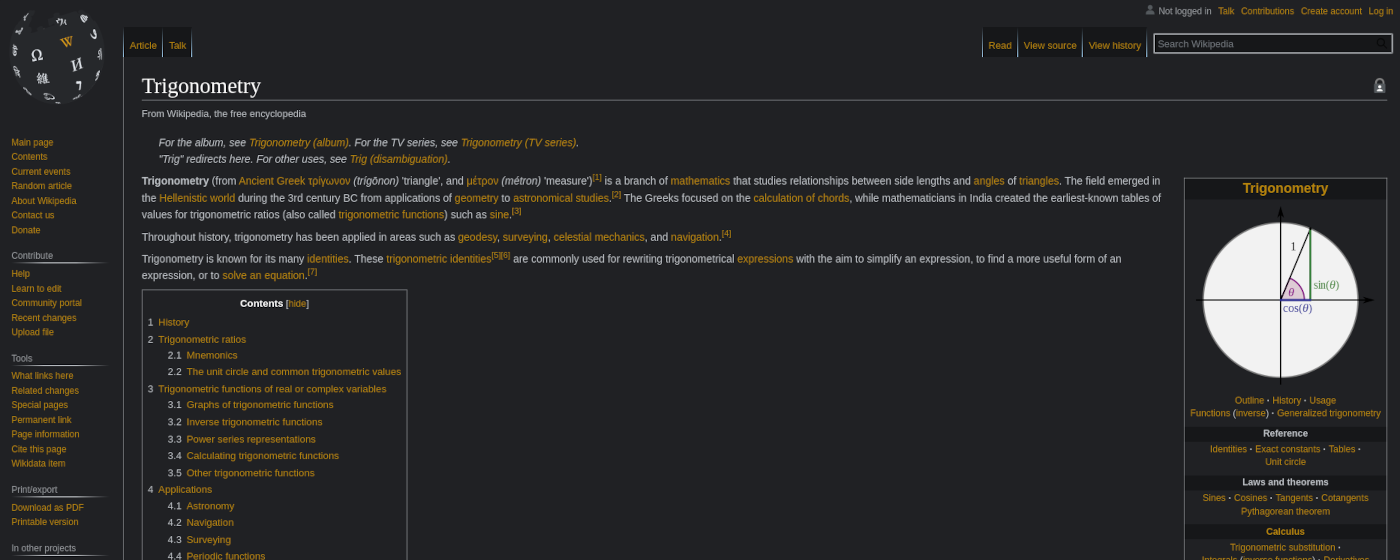 Not logged in Talk Contributions Create account Log in
Article Talk
Read View source View history
Search Wikipedia
Ω W И 維
Trigonometry
From Wikipedia, the free encyclopedia
For the album, see Trigonometry (album). For the TV series, see Trigonometry (TV series).
"Trig" redirects here. For other uses, see Trig (disambiguation).
Trigonometry (from Ancient Greek τρίγωνον (trígōnon) 'triangle', and μέτρον (métron) 'measure')[1] is a branch of mathematics that studies relationships between side lengths and angles of triangles. The field emerged in
the Hellenistic world during the 3rd century BC from applications of geometry to astronomical studies.[2] The Greeks focused on the calculation of chords, while mathematicians in India created the earliest-known tables of
values for trigonometric ratios (also called trigonometric functions) such as sine.[3]
Throughout history, trigonometry has been applied in areas such as geodesy, surveying, celestial mechanics, and navigation.[4]
Trigonometry is known for its many identities. These trigonometric identities[5][6] are commonly used for rewriting trigonometrical expressions with the aim to simplify an expression, to find a more useful form of an
expression, or to solve an equation.[7]
Contents [hide]
1 History
2 Trigonometric ratios
2.1 Mnemonics
2.2 The unit circle and common trigonometric values
3 Trigonometric functions of real or complex variables
3.1 Graphs of trigonometric functions
3.2 Inverse trigonometric functions
3.3 Power series representations
3.4 Calculating trigonometric functions
3.5 Other trigonometric functions
4 Applications
4.1 Astronomy
4.2 Navigation
4.3 Surveying
4.4 Periodic functions
Main page
Contents
Current events
Random article
About Wikipedia
Contact us
Donate
Contribute
Help
Learn to edit
Community portal
Recent changes
Upload file
Tools
What links here
Related changes
Special pages
Permanent link
Page information
Cite this page
Wikidata item
Print/export
Download as PDF
Printable version
In other projects
Trigonometry
1
θ
sin(θ)
cos(θ)
Outline · History · Usage
Functions (inverse) · Generalized trigonometry
Reference
Identities · Exact constants · Tables ·
Unit circle
Laws and theorems
Sines · Cosines · Tangents · Cotangents
Pythagorean theorem
Calculus
Trigonometric substitution ·
Integrals (inverse functions) · Derivatives